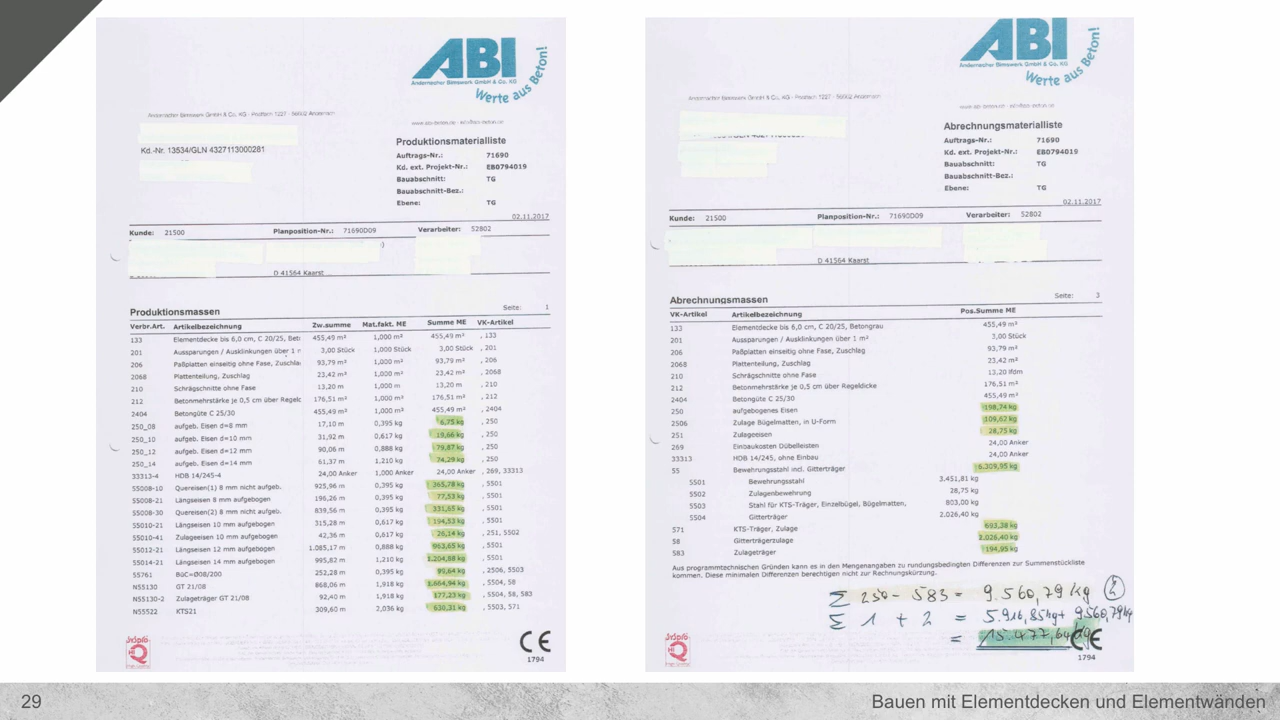 ABI
Andernacher Bimswerk GmbH & Co. KG
Werte aus Beton!
Andernacher Bimswerk GmbH & Co. KG - Postfach 1227 - 56602 Andernach
Kd.-Nr. 13534/GLN 4327113000281
Produktionsmaterialliste
Auftrags-Nr.: 71690
Kd. ext. Projekt-Nr.: EB0794019
Bauabschnitt: TG
Bauabschnitt-Bez.:
Ebene: TG
02.11.2017
Kunde: 21500 Planposition-Nr.: 71690D09 Verarbeiter: 52802
D 41564 Kaarst
Seite: 1
Produktionsmassen
Verbr.Art. Artikelbezeichnung Zw.summe Mat.fakt. ME Summe ME VK-Artikel
133 Elementdecke bis 6,0 cm, C 20/25, Bet 455,49 m² 1,000 m² 455,49 m² , 133
201 Aussparungen / Ausklinkungen über 1 m 3,00 Stück 1,000 Stück 3,00 Stück , 201
206 Paßplatten einseitig ohne Fase, Zuschla 93,79 m² 1,000 m² 93,79 m² , 206
2068 Plattenteilung, Zuschlag 23,42 m² 1,000 m² 23,42 m² , 2068
210 Schrägschnitte ohne Fase 13,20 m 1,000 m 13,20 m , 210
212 Betonmehrstärke je 0,5 cm über Regeldc 176,51 m² 1,000 m² 176,51 m² , 212
2404 Betongüte C 25/30 455,49 m² 1,000 m² 455,49 m² , 2404
250_08 aufgeb. Eisen d=8 mm 17,10 m 0,395 kg 6,75 kg , 250
250_10 aufgeb. Eisen d=10 mm 31,92 m 0,617 kg 19,66 kg , 250
250_12 aufgeb. Eisen d=12 mm 90,06 m 0,888 kg 79,87 kg , 250
250_14 aufgeb. Eisen d=14 mm 61,37 m 1,210 kg 74,29 kg , 250
33313-4 HDB 14/245-4 24,00 Anker 1,000 Anker 24,00 Anker , 269, 33313
55008-10 Quereisen(1) 8 mm nicht aufgeb. 925,96 m 0,395 kg 365,78 kg , 5501
55008-21 Längseisen 8 mm aufgebogen 196,26 m 0,395 kg 77,53 kg , 5501
55008-30 Quereisen(2) 8 mm nicht aufgeb. 839,56 m 0,395 kg 331,65 kg , 5501
55010-21 Längseisen 10 mm aufgebogen 315,28 m 0,617 kg 194,53 kg , 5501
55010-41 Zulageeisen 10 mm aufgebogen 42,36 m 0,617 kg 26,14 kg , 251, 5502
55012-21 Längseisen 12 mm aufgebogen 1.085,17 m 0,888 kg 963,65 kg , 5501
55014-21 Längseisen 14 mm aufgebogen 995,82 m 1,210 kg 1.204,88 kg , 5501
55761 BüC=Ø08/200 252,28 m 0,395 kg 99,64 kg , 2506, 5503
N55130 GT 21/08 868,06 m 1,918 kg 1.664,94 kg , 5504, 58
N55130-2 Zulageträger GT 21/08 92,40 m 1,918 kg 177,23 kg , 5504, 58, 583
N55522 KTS21 309,60 m 2,036 kg 630,31 kg , 5503, 571
CE
1794
ABI
Andernacher Bimswerk GmbH & Co. KG
Werte aus Beton!
Andernacher Bimswerk GmbH & Co. KG - Postfach 1227 - 56602 Andernach
Abrechnungsmaterialliste
Auftrags-Nr.: 71690
Kd. ext. Projekt-Nr.: EB0794019
Bauabschnitt: TG
Bauabschnitt-Bez.:
Ebene: TG
02.11.2017
Kunde: 21500 Planposition-Nr.: 71690D09 Verarbeiter: 52802
D 41564 Kaarst
Seite: 3
Abrechnungsmassen
VK-Artikel Artikelbezeichnung Pos.Summe ME
133 Elementdecke bis 6,0 cm, C 20/25, Betongrau 455,49 m²
201 Aussparungen / Ausklinkungen über 1 m² 3,00 Stück
206 Paßplatten einseitig ohne Fase, Zuschlag 93,79 m²
2068 Plattenteilung, Zuschlag 23,42 m²
210 Schrägschnitte ohne Fase 13,20 lfdm
212 Betonmehrstärke je 0,5 cm über Regeldicke 176,51 m²
2404 Betongüte C 25/30 455,49 m²
250 aufgebogenes Eisen 198,74 kg
2506 Zulage Bügelmatten, in U-Form 109,62 kg
251 Zulageeisen 28,75 kg
269 Einbaukosten Dübelleisten 24,00 Anker
33313 HDB 14/245, ohne Einbau 24,00 Anker
55 Bewehrungsstahl incl. Gitterträger 6.309,95 kg
5501 Bewehrungsstahl 3.451,81 kg
5502 Zulagenbewehrung 28,75 kg
5503 Stahl für KTS-Träger, Einzelbügel, Bügelmatten, 803,00 kg
5504 Gitterträger 2.026,40 kg
571 KTS-Träger, Zulage 693,38 kg
58 Gitterträgerzulage 2.026,40 kg
583 Zulageträger 194,95 kg
Aus programmtechnischen Gründen kann es in den Mengenangaben zu rundungsbedingten Differenzen zur Summenstückliste
kommen. Diese minimalen Differenzen berechtigen nicht zur Rechnungskürzung.
Σ 250 - 583 = 9.560,79 kg (2)
Σ 1 + 2 = 5.916,85kg + 9.560,79kg
= 15.477,64 kg
CE
1794
29
Bauen mit Elementdecken und Elementwänden